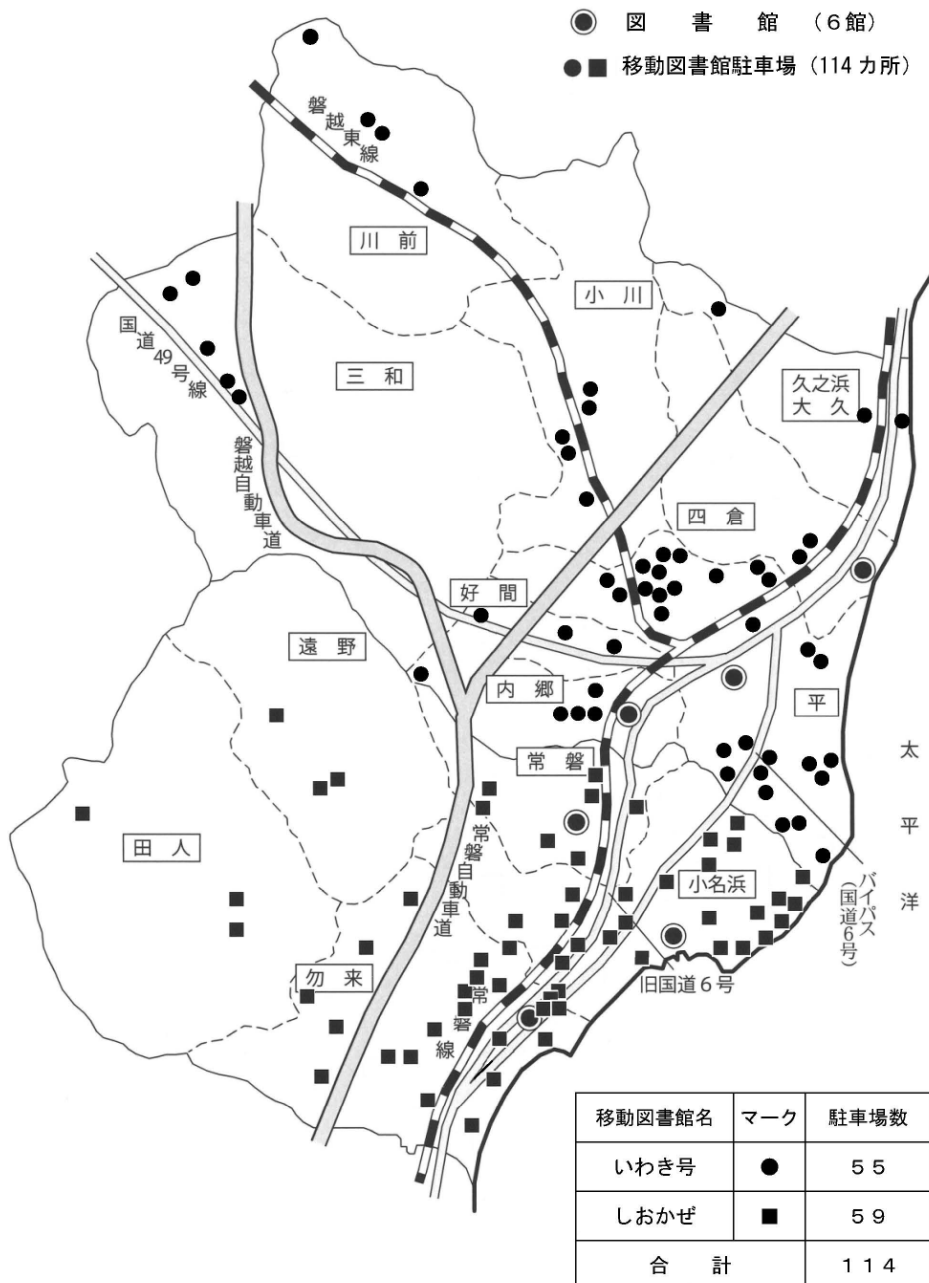 ◉ 図書館 （６館）
●■ 移動図書館駐車場（114カ所）
磐越東線
川前
小川
国道49号線
三和
久之浜
大久
磐越自動車道
四倉
好間
遠野
内郷
平
常磐
太平洋
田人
常磐自動車道
小名浜
バイパス
（国道６号）
勿来
旧国道６号
常磐線
移動図書館名 マーク 駐車場数
いわき号 ● ５５
しおかぜ ■ ５９
合計 １１４